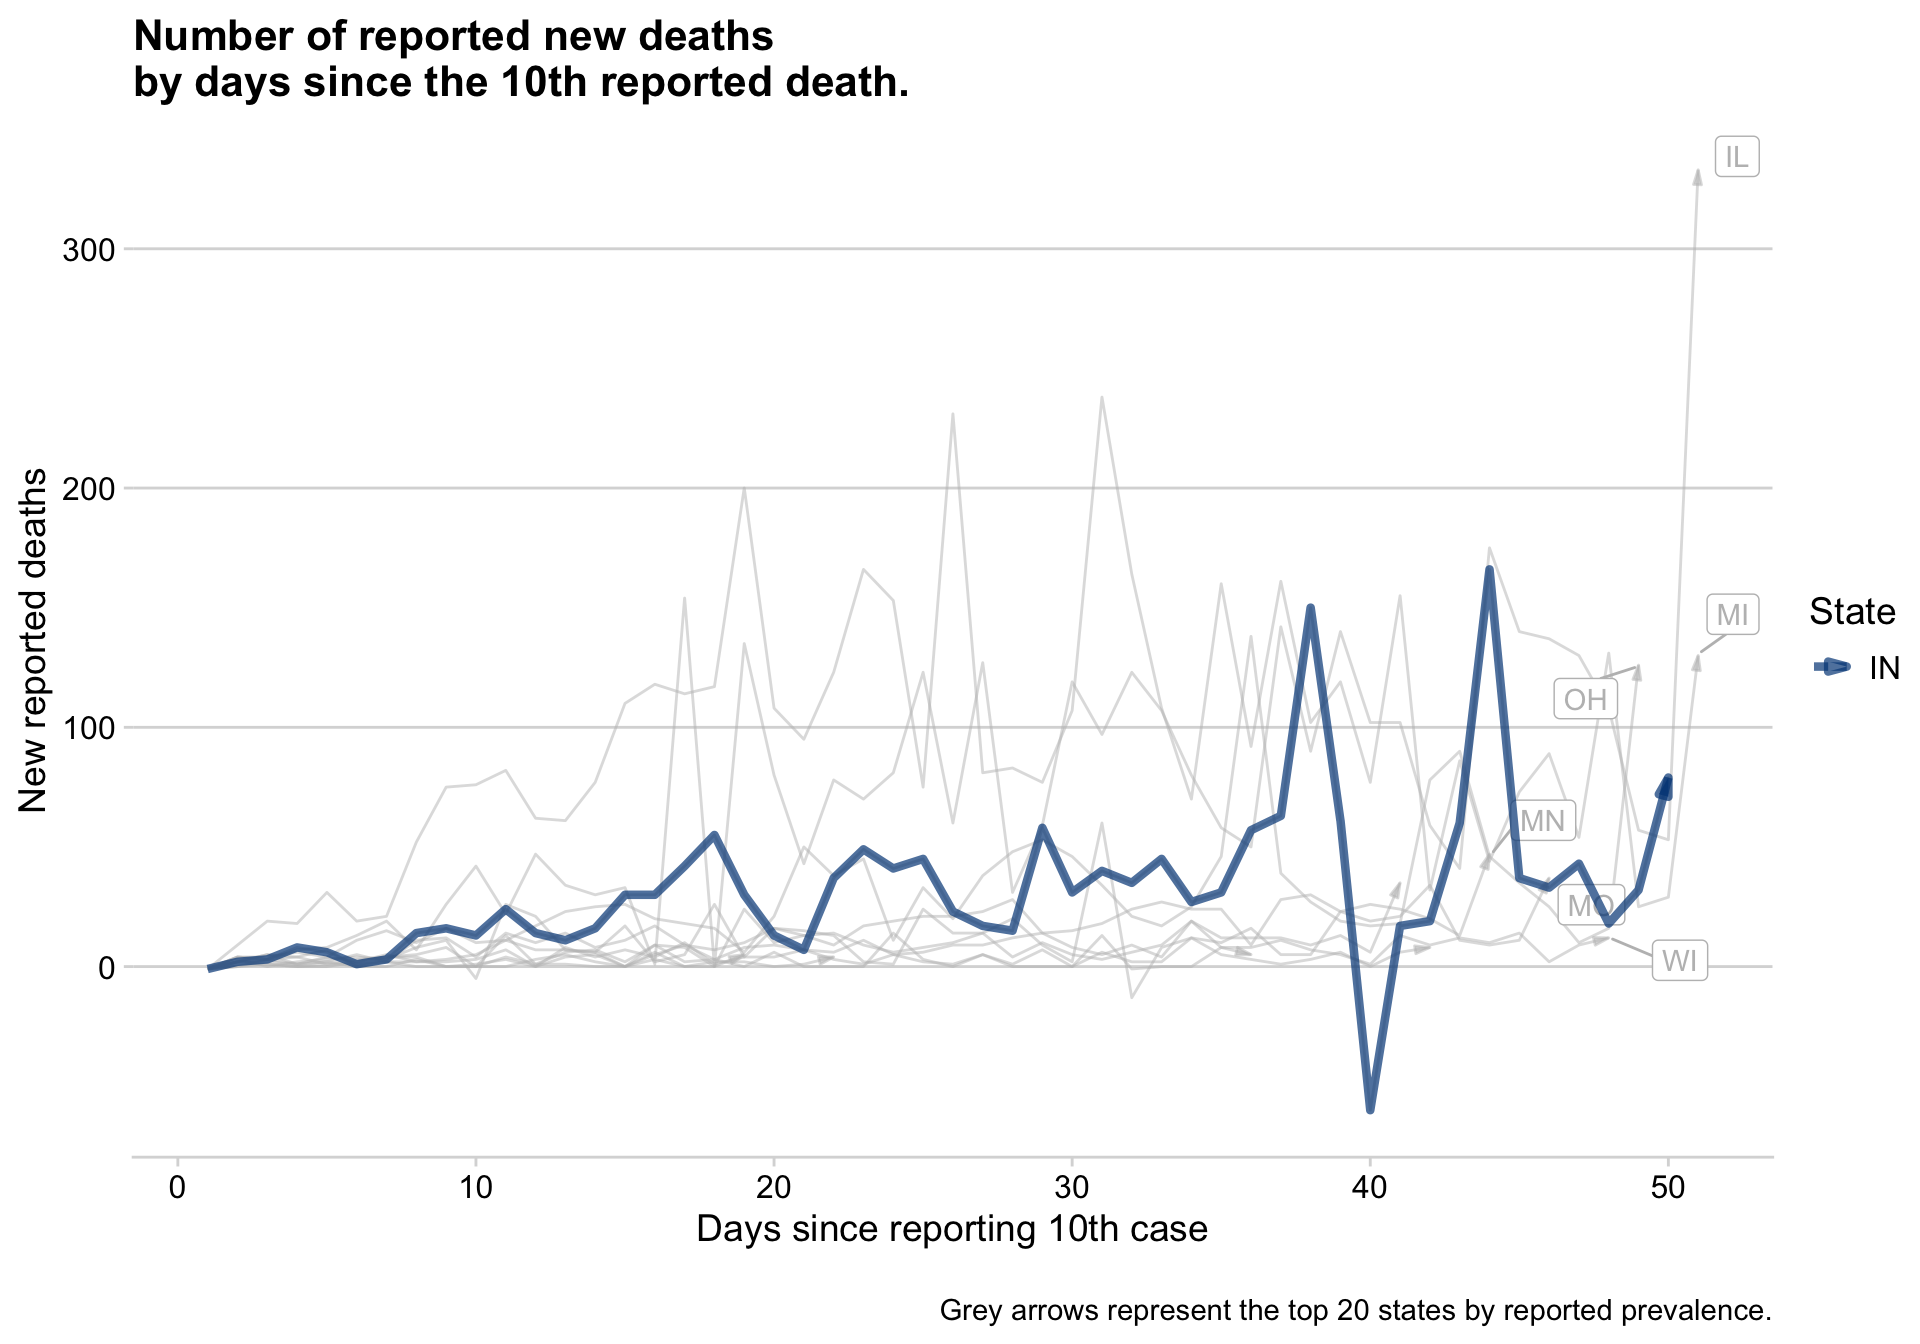 Number of reported new deaths
by days since the 10th reported death.
IL
300
200
MI
State
OH
IN
100
MN
MO
WI
0
New reported deaths
0 10 20 30 40 50
Days since reporting 10th case
Grey arrows represent the top 20 states by reported prevalence.